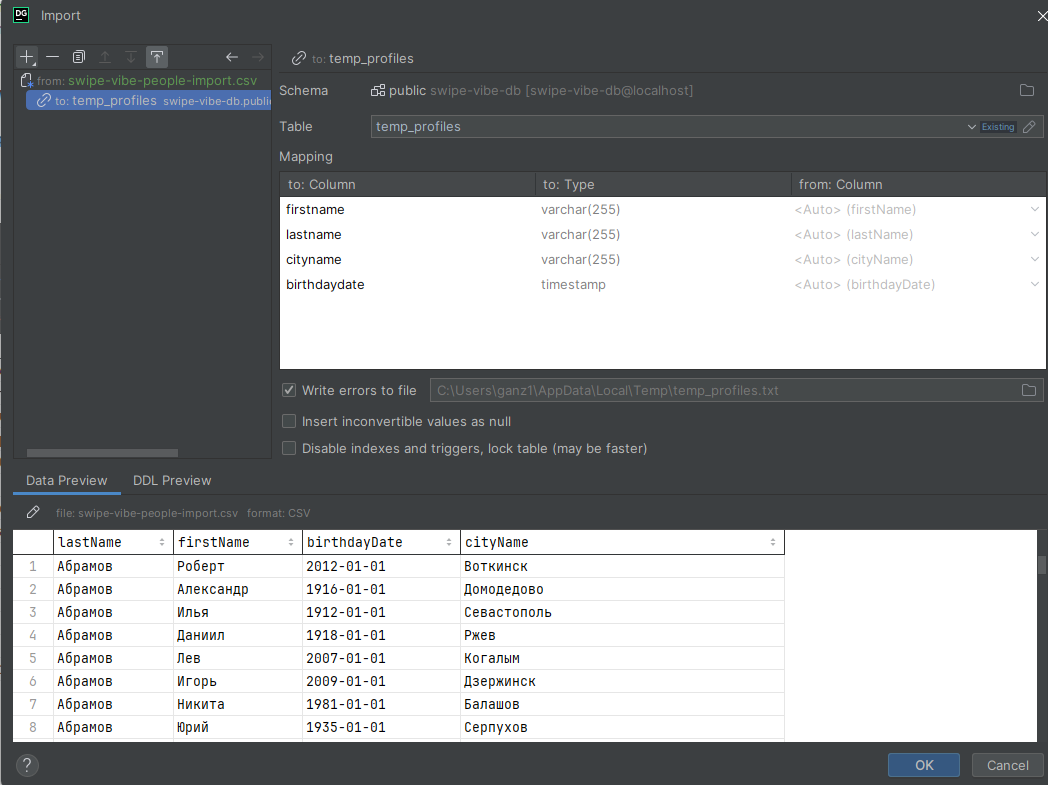 DG Import
from: swipe-vibe-people-import.csv
to: temp_profiles swipe-vibe-db.public
to: temp_profiles
Schema public swipe-vibe-db [swipe-vibe-db@localhost]
Table temp_profiles Existing
Mapping
to: Column to: Type from: Column
firstname varchar(255) <Auto> (firstName)
lastname varchar(255) <Auto> (lastName)
cityname varchar(255) <Auto> (cityName)
birthdaydate timestamp <Auto> (birthdayDate)
Write errors to file C:\Users\ganz1\AppData\Local\Temp\temp_profiles.txt
Insert inconvertible values as null
Disable indexes and triggers, lock table (may be faster)
Data Preview DDL Preview
file: swipe-vibe-people-import.csv format: CSV
lastName firstName birthdayDate cityName
1 Абрамов Роберт 2012-01-01 Воткинск
2 Абрамов Александр 1916-01-01 Домодедово
3 Абрамов Илья 1912-01-01 Севастополь
4 Абрамов Даниил 1918-01-01 Ржев
5 Абрамов Лев 2007-01-01 Когалым
6 Абрамов Игорь 2009-01-01 Дзержинск
7 Абрамов Никита 1981-01-01 Балашов
8 Абрамов Юрий 1935-01-01 Серпухов
? OK Cancel